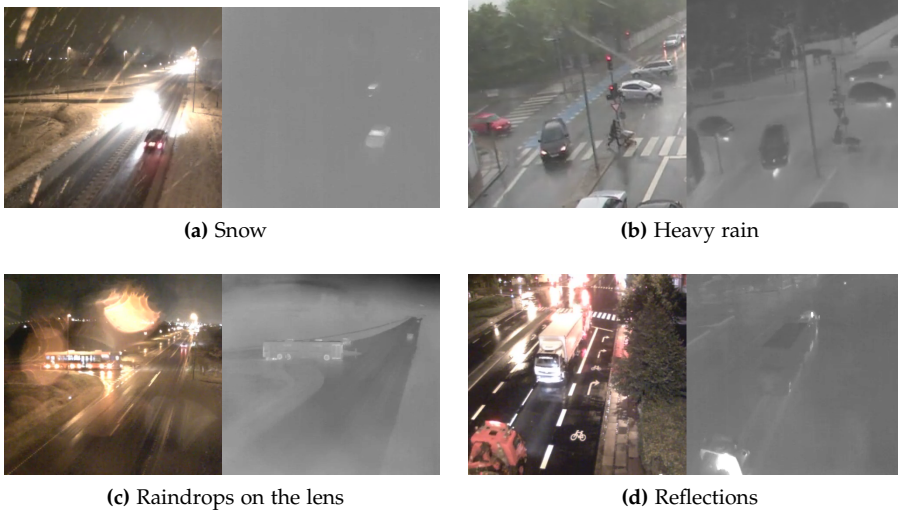 (a) Snow
(b) Heavy rain
(c) Raindrops on the lens
(d) Reflections